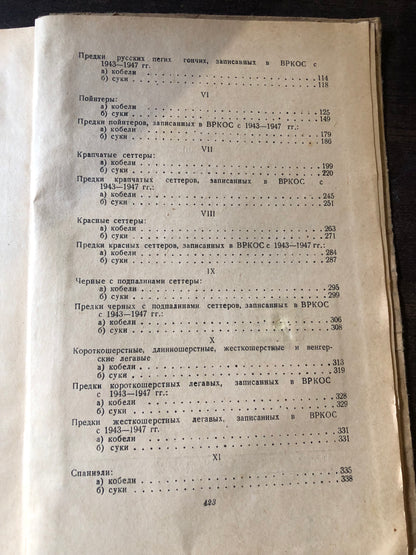 Предки русских пегих гончих, записанных в ВРКОС с
1943—1947 гг.
а) кобели . . . . . . . . . . . . . . . . . . 114
б) суки . . . . . . . . . . . . . . . . . . . 118
VI
Пойнтеры:
а) кобели . . . . . . . . . . . . . . . . . . 125
б) суки . . . . . . . . . . . . . . . . . . . 149
Предки пойнтеров, записанных в ВРКОС с 1943—1947 гг.:
а) кобели . . . . . . . . . . . . . . . . . . 179
б) суки . . . . . . . . . . . . . . . . . . . 186
VII
Крапчатые сеттеры:
а) кобели . . . . . . . . . . . . . . . . . . 199
б) суки . . . . . . . . . . . . . . . . . . . 220
Предки крапчатых сеттеров, записанных в ВРКОС с
1943—1947 гг.:
а) кобели . . . . . . . . . . . . . . . . . . 245
б) суки . . . . . . . . . . . . . . . . . . . 251
VIII
Красные сеттеры:
а) кобели . . . . . . . . . . . . . . . . . . 263
б) суки . . . . . . . . . . . . . . . . . . . 271
Предки красных сеттеров, записанных в ВРКОС с 1943—1947 гг.:
а) кобели . . . . . . . . . . . . . . . . . . 284
б) суки . . . . . . . . . . . . . . . . . . . 287
IX
Черные с подпалинами сеттеры:
а) кобели . . . . . . . . . . . . . . . . . . 295
б) суки . . . . . . . . . . . . . . . . . . . 299
Предки черных с подпалинами сеттеров, записанных в ВРКОС
с 1943—1947 гг.:
а) кобели . . . . . . . . . . . . . . . . . . 306
б) суки . . . . . . . . . . . . . . . . . . . 308
X
Короткошерстные, длинношерстные, жесткошерстные и венгер-
ские легавые
а) кобели . . . . . . . . . . . . . . . . . . 313
б) суки . . . . . . . . . . . . . . . . . . . 319
Предки короткошерстных легавых, записанных в ВРКОС
с 1943—1947 гг.:
а) кобели . . . . . . . . . . . . . . . . . . 328
б) суки . . . . . . . . . . . . . . . . . . . 329
Предки жесткошерстных легавых, записанных в ВРКОС
с 1943—1947 гг.
а) кобели . . . . . . . . . . . . . . . . . . 331
б) суки . . . . . . . . . . . . . . . . . . . 331
XI
Спаниэли:
а) кобели . . . . . . . . . . . . . . . . . . 335
б) суки . . . . . . . . . . . . . . . . . . . 338
423